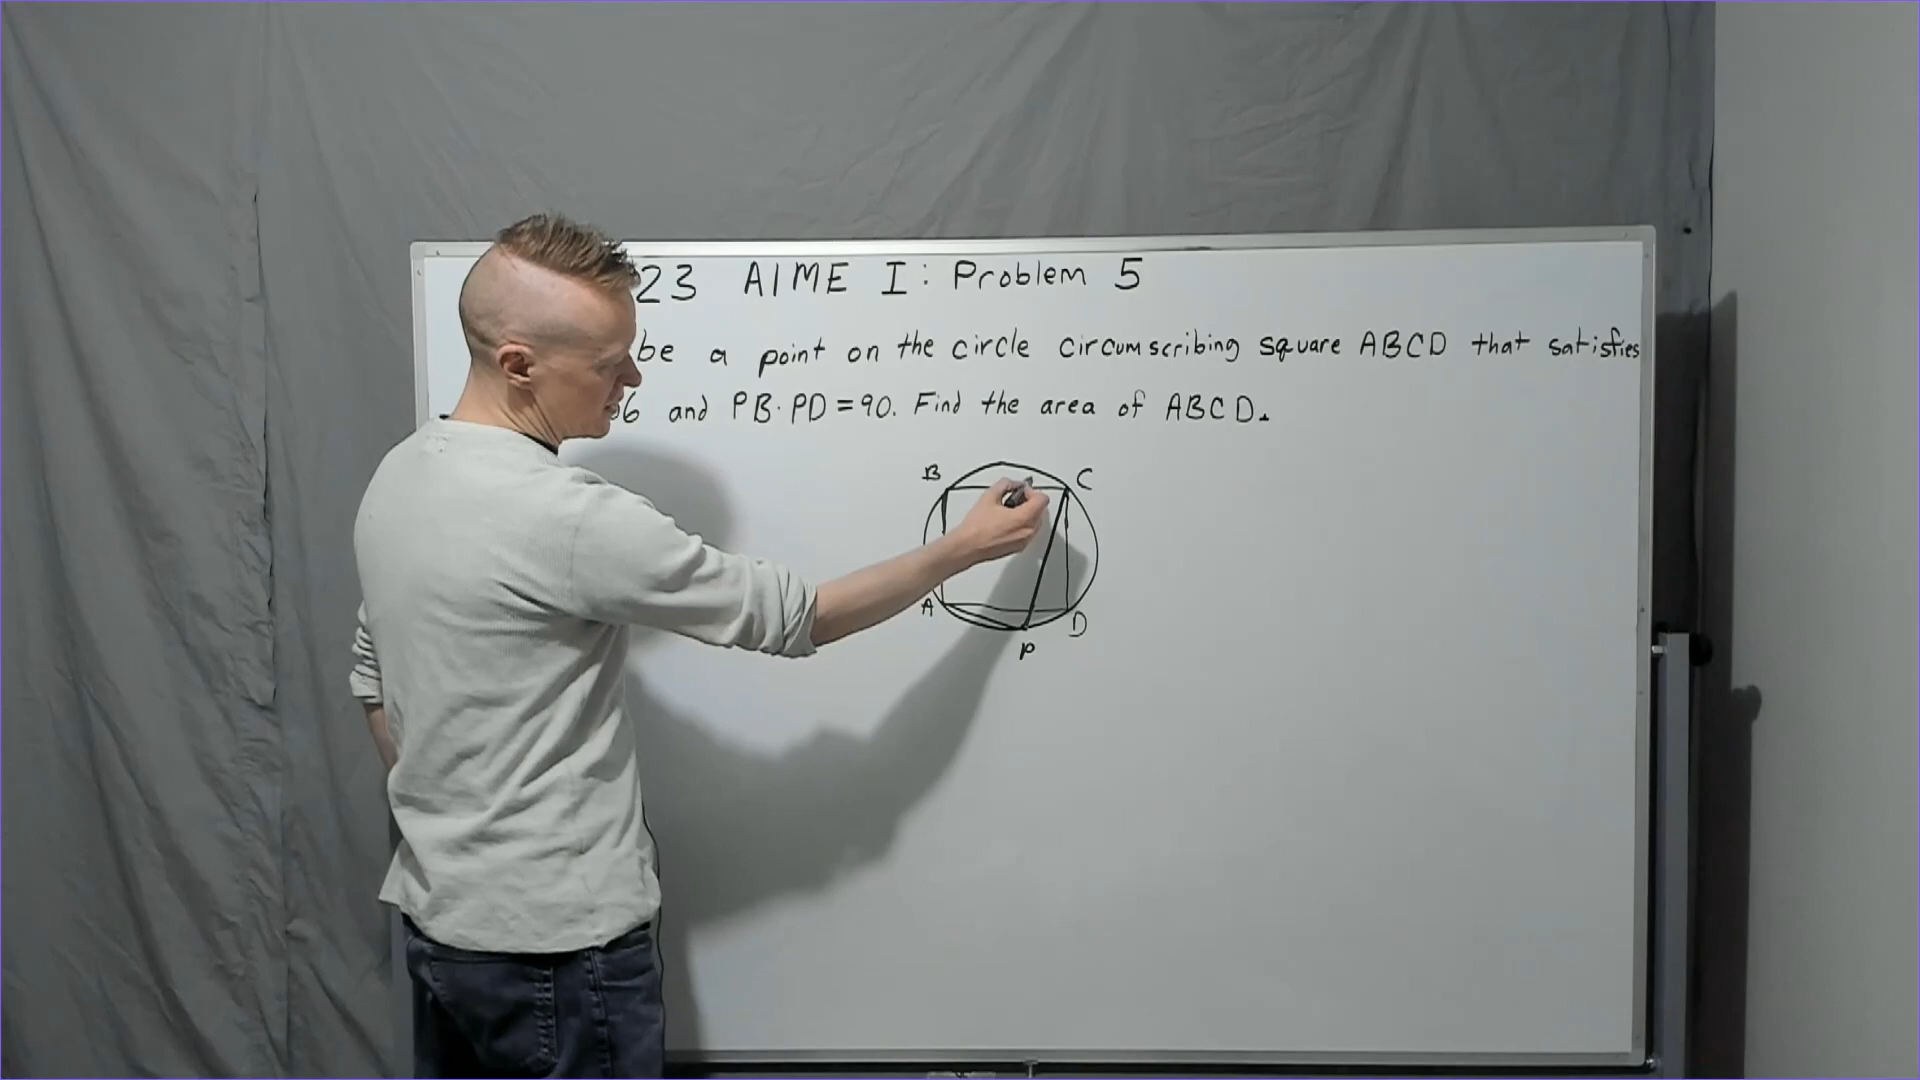 23 AIME I: Problem 5
be a point on the circle circumscribing square ABCD that satisfies
6 and PB·PD=90. Find the area of ABCD.
B
C
A
D
P